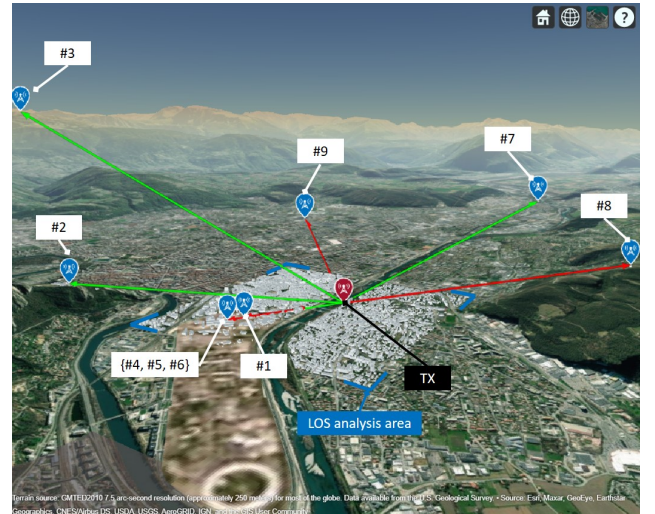 ?
#3
#9
#7
#8
#2
{#4, #5, #6}
#1
TX
LOS analysis area
Terrain source: GMTED2010 7.5 arc-second resolution (approximately 250 meters) for most of the globe. Data available from the U.S. Geological Survey. • Source: Esri, Maxar, GeoEye, Earthstar
Geographics, CNES/Airbus DS, USDA, USGS, AeroGRID, IGN, and the GIS User Community